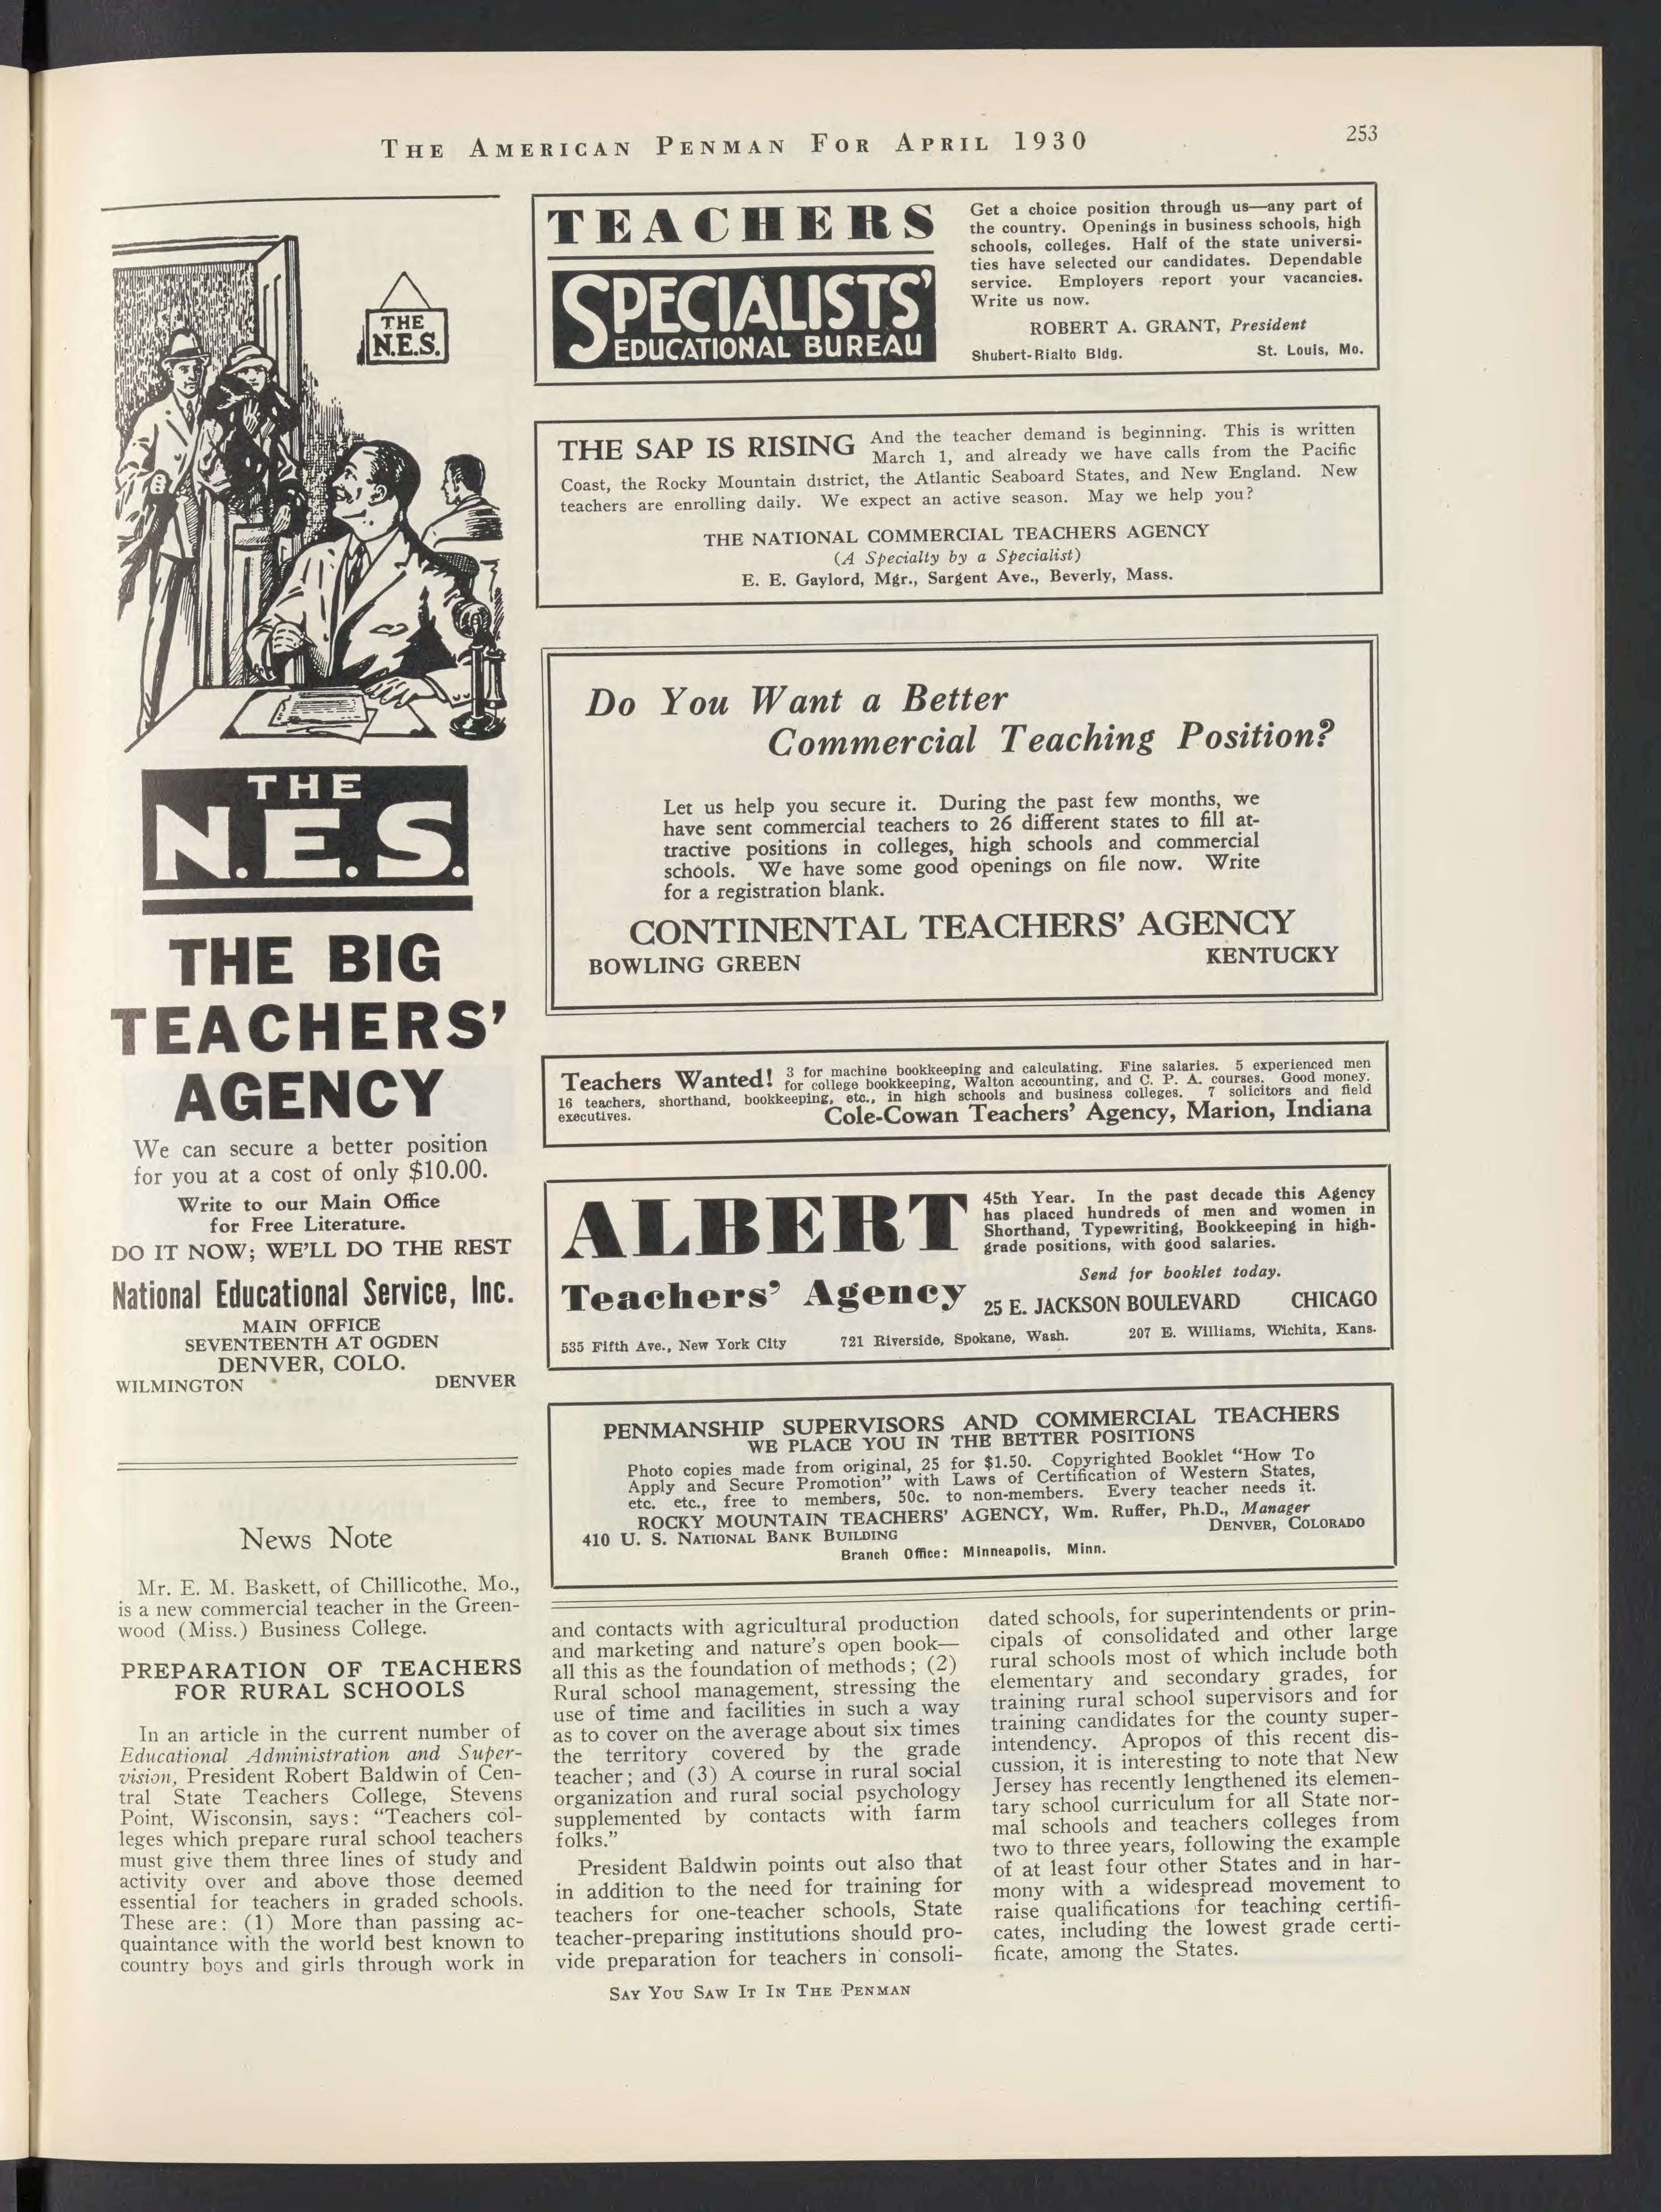 THE AMERICAN PENMAN FOR APRIL 1930
253
THE
N.E.S.
THE
N.E.S.
THE BIG
TEACHERS'
AGENCY
We can secure a better position
for you at a cost of only $10.00.
Write to our Main Office
for Free Literature.
DO IT NOW; WE'LL DO THE REST
National Educational Service, Inc.
MAIN OFFICE
SEVENTEENTH AT OGDEN
DENVER, COLO.
WILMINGTON DENVER
TEACHERS
SPECIALISTS'
EDUCATIONAL BUREAU
Get a choice position through us—any part of
the country. Openings in business schools, high
schools, colleges. Half of the state universi-
ties have selected our candidates. Dependable
service. Employers report your vacancies.
Write us now.
ROBERT A. GRANT, President
Shubert-Rialto Bldg. St. Louis, Mo.
THE SAP IS RISING And the teacher demand is beginning. This is written
March 1, and already we have calls from the Pacific
Coast, the Rocky Mountain district, the Atlantic Seaboard States, and New England. New
teachers are enrolling daily. We expect an active season. May we help you?
THE NATIONAL COMMERCIAL TEACHERS AGENCY
(A Specialty by a Specialist)
E. E. Gaylord, Mgr., Sargent Ave., Beverly, Mass.
Do You Want a Better
Commercial Teaching Position?
Let us help you secure it. During the past few months, we
have sent commercial teachers to 26 different states to fill at-
tractive positions in colleges, high schools and commercial
schools. We have some good openings on file now. Write
for a registration blank.
CONTINENTAL TEACHERS' AGENCY
BOWLING GREEN KENTUCKY
Teachers Wanted! 3 for machine bookkeeping and calculating. Fine salaries. 5 experienced men
for college bookkeeping, Walton accounting, and C. P. A. courses. Good money.
16 teachers, shorthand, bookkeeping, etc., in high schools and business colleges. 7 solicitors and field
executives. Cole-Cowan Teachers' Agency, Marion, Indiana
ALBERT
Teachers' Agency
45th Year. In the past decade this Agency
has placed hundreds of men and women in
Shorthand, Typewriting, Bookkeeping in high-
grade positions, with good salaries.
Send for booklet today.
25 E. JACKSON BOULEVARD CHICAGO
535 Fifth Ave., New York City 721 Riverside, Spokane, Wash. 207 E. Williams, Wichita, Kans.
PENMANSHIP SUPERVISORS AND COMMERCIAL TEACHERS
WE PLACE YOU IN THE BETTER POSITIONS
Photo copies made from original, 25 for $1.50. Copyrighted Booklet "How To
Apply and Secure Promotion" with Laws of Certification of Western States,
etc. etc., free to members, 50c. to non-members. Every teacher needs it.
ROCKY MOUNTAIN TEACHERS' AGENCY, Wm. Ruffer, Ph.D., Manager
410 U. S. NATIONAL BANK BUILDING DENVER, COLORADO
Branch Office: Minneapolis, Minn.
News Note
Mr. E. M. Baskett, of Chillicothe, Mo.,
is a new commercial teacher in the Green-
wood (Miss.) Business College.
PREPARATION OF TEACHERS
FOR RURAL SCHOOLS
In an article in the current number of
Educational Administration and Super-
vision, President Robert Baldwin of Cen-
tral State Teachers College, Stevens
Point, Wisconsin, says: "Teachers col-
leges which prepare rural school teachers
must give them three lines of study and
activity over and above those deemed
essential for teachers in graded schools.
These are: (1) More than passing ac-
quaintance with the world best known to
country boys and girls through work in
and contacts with agricultural production
and marketing and nature's open book—
all this as the foundation of methods; (2)
Rural school management, stressing the
use of time and facilities in such a way
as to cover on the average about six times
the territory covered by the grade
teacher; and (3) A course in rural social
organization and rural social psychology
supplemented by contacts with farm
folks."
President Baldwin points out also that
in addition to the need for training for
teachers for one-teacher schools, State
teacher-preparing institutions should pro-
vide preparation for teachers in consoli-
dated schools, for superintendents or prin-
cipals of consolidated and other large
rural schools most of which include both
elementary and secondary grades, for
training rural school supervisors and for
training candidates for the county super-
intendency. Apropos of this recent dis-
cussion, it is interesting to note that New
Jersey has recently lengthened its elemen-
tary school curriculum for all State nor-
mal schools and teachers colleges from
two to three years, following the example
of at least four other States and in har-
mony with a widespread movement to
raise qualifications for teaching certifi-
cates, including the lowest grade certi-
ficate, among the States.
SAY YOU SAW IT IN THE PENMAN